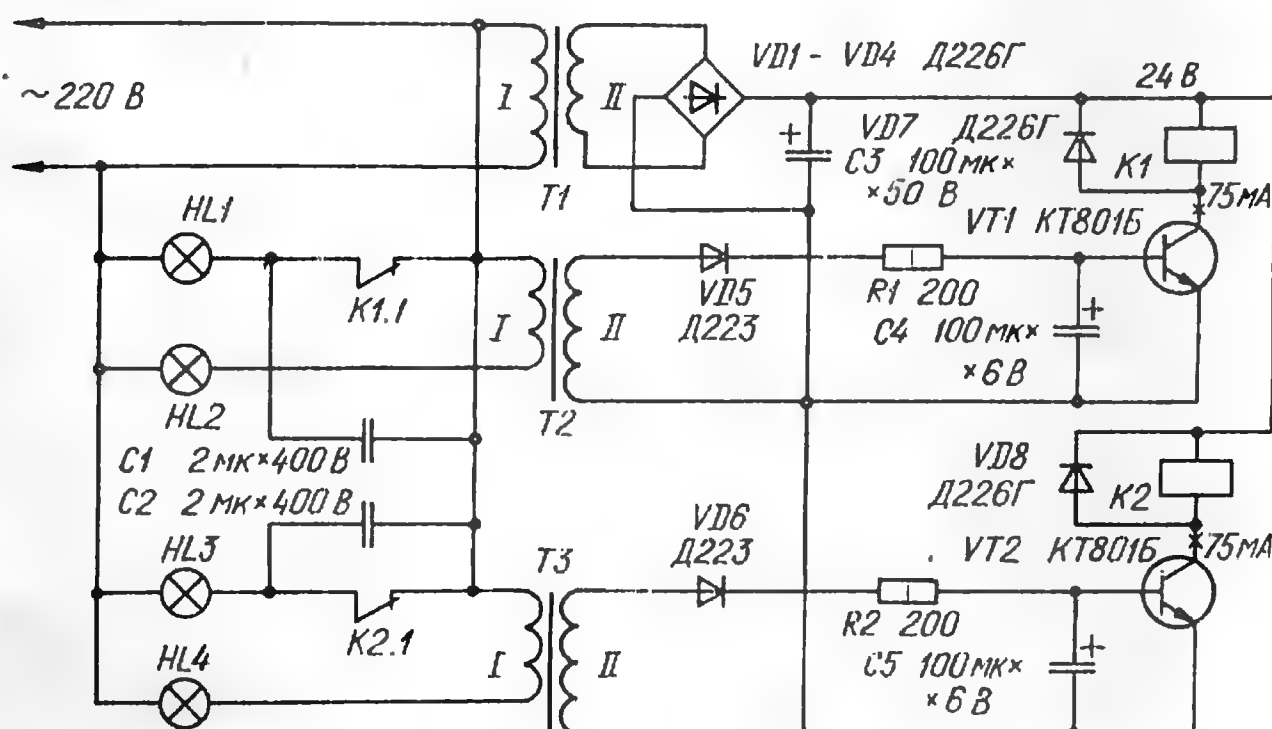 ~ 220 В
I
II
T1
VD1 - VD4 Д226Г
24 В
VD7 Д226Г
C3 100 мк×
×50 В
K1
75 мА
VT1 КТ801Б
HL1
K1.1
I
II
T2
VD5
Д223
R1 200
C4 100 мк×
×6 В
HL2
C1 2 мк×400 В
C2 2 мк×400 В
VD8
Д226Г
K2
75 мА
VT2 КТ801Б
HL3
K2.1
T3
I
II
VD6
Д223
R2 200
C5 100 мк×
×6 В
HL4